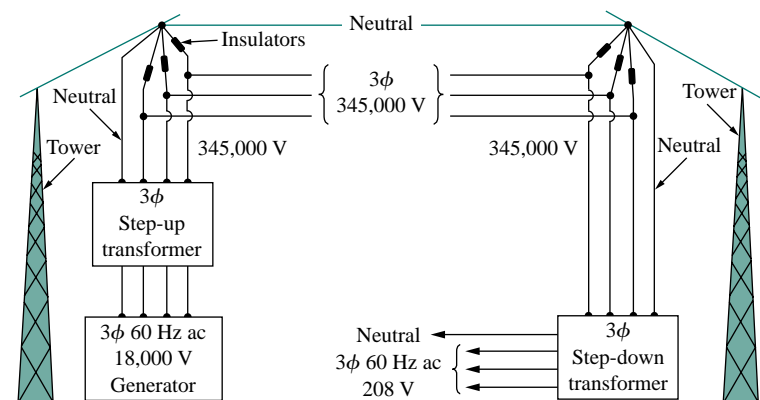 Neutral
Insulators
3ϕ
345,000 V
Neutral
Tower
Tower
345,000 V
345,000 V
Neutral
3ϕ
Step-up
transformer
3ϕ 60 Hz ac
18,000 V
Generator
Neutral
3ϕ 60 Hz ac
208 V
3ϕ
Step-down
transformer